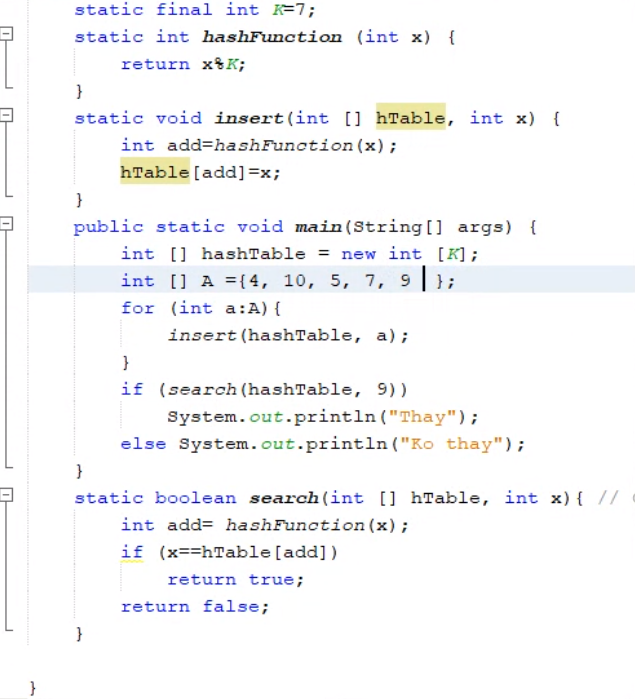 static final int K=7;
static int hashFunction (int x) {
return x%K;
}
static void insert(int [] hTable, int x) {
int add=hashFunction(x);
hTable[add]=x;
}
public static void main(String[] args) {
int [] hashTable = new int [K];
int [] A ={4, 10, 5, 7, 9 };
for (int a:A){
insert(hashTable, a);
}
if (search(hashTable, 9))
System.out.println("Thay");
else System.out.println("Ko thay");
}
static boolean search(int [] hTable, int x){ //
int add= hashFunction(x);
if (x==hTable[add])
return true;
return false;
}
}